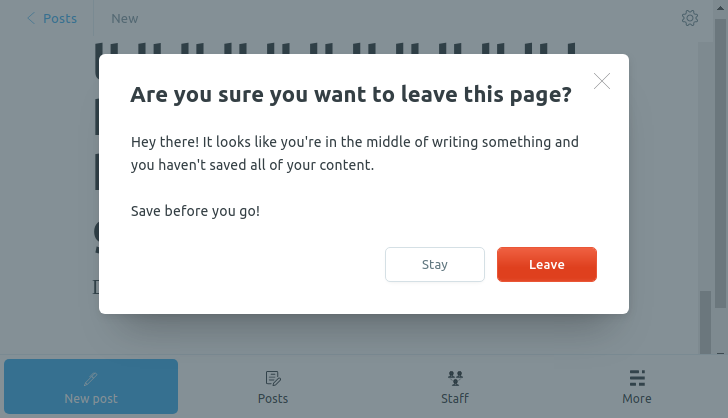 Posts
New
Are you sure you want to leave this page?
Hey there! It looks like you're in the middle of writing something and
you haven't saved all of your content.
Save before you go!
Stay
Leave
New post
Posts
Staff
More